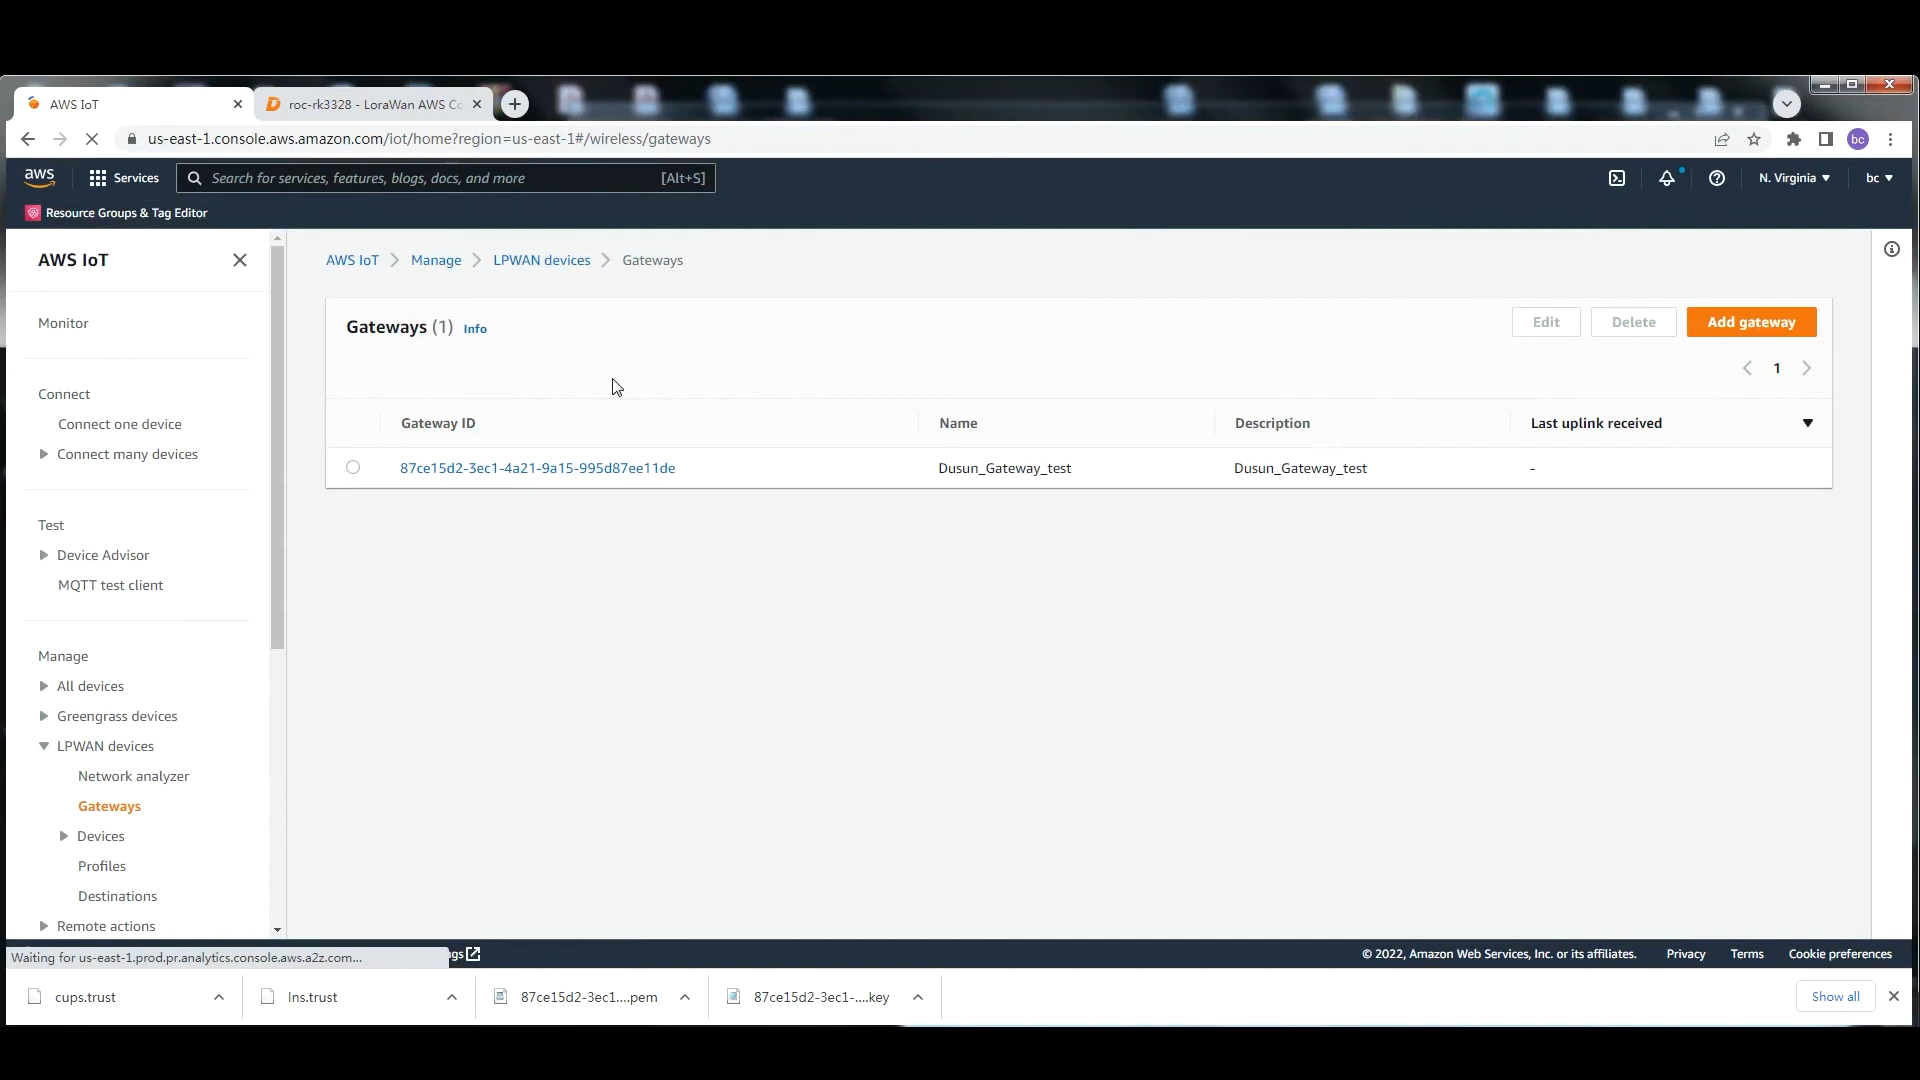 AWS IoT
roc-rk3328 - LoraWan AWS Co
us-east-1.console.aws.amazon.com/iot/home?region=us-east-1#/wireless/gateways
bc
aws
Services
Search for services, features, blogs, docs, and more
[Alt+S]
N. Virginia
bc
Resource Groups & Tag Editor
AWS IoT
Monitor
Connect
Connect one device
Connect many devices
Test
Device Advisor
MQTT test client
Manage
All devices
Greengrass devices
LPWAN devices
Network analyzer
Gateways
Devices
Profiles
Destinations
Remote actions
AWS IoT
Manage
LPWAN devices
Gateways
Gateways (1) Info
Edit
Delete
Add gateway
1
Gateway ID
Name
Description
Last uplink received
87ce15d2-3ec1-4a21-9a15-995d87ee11de
Dusun_Gateway_test
Dusun_Gateway_test
-
Waiting for us-east-1.prod.pr.analytics.console.aws.a2z.com...
gs
© 2022, Amazon Web Services, Inc. or its affiliates.
Privacy
Terms
Cookie preferences
cups.trust
lns.trust
87ce15d2-3ec1....pem
87ce15d2-3ec1-....key
Show all